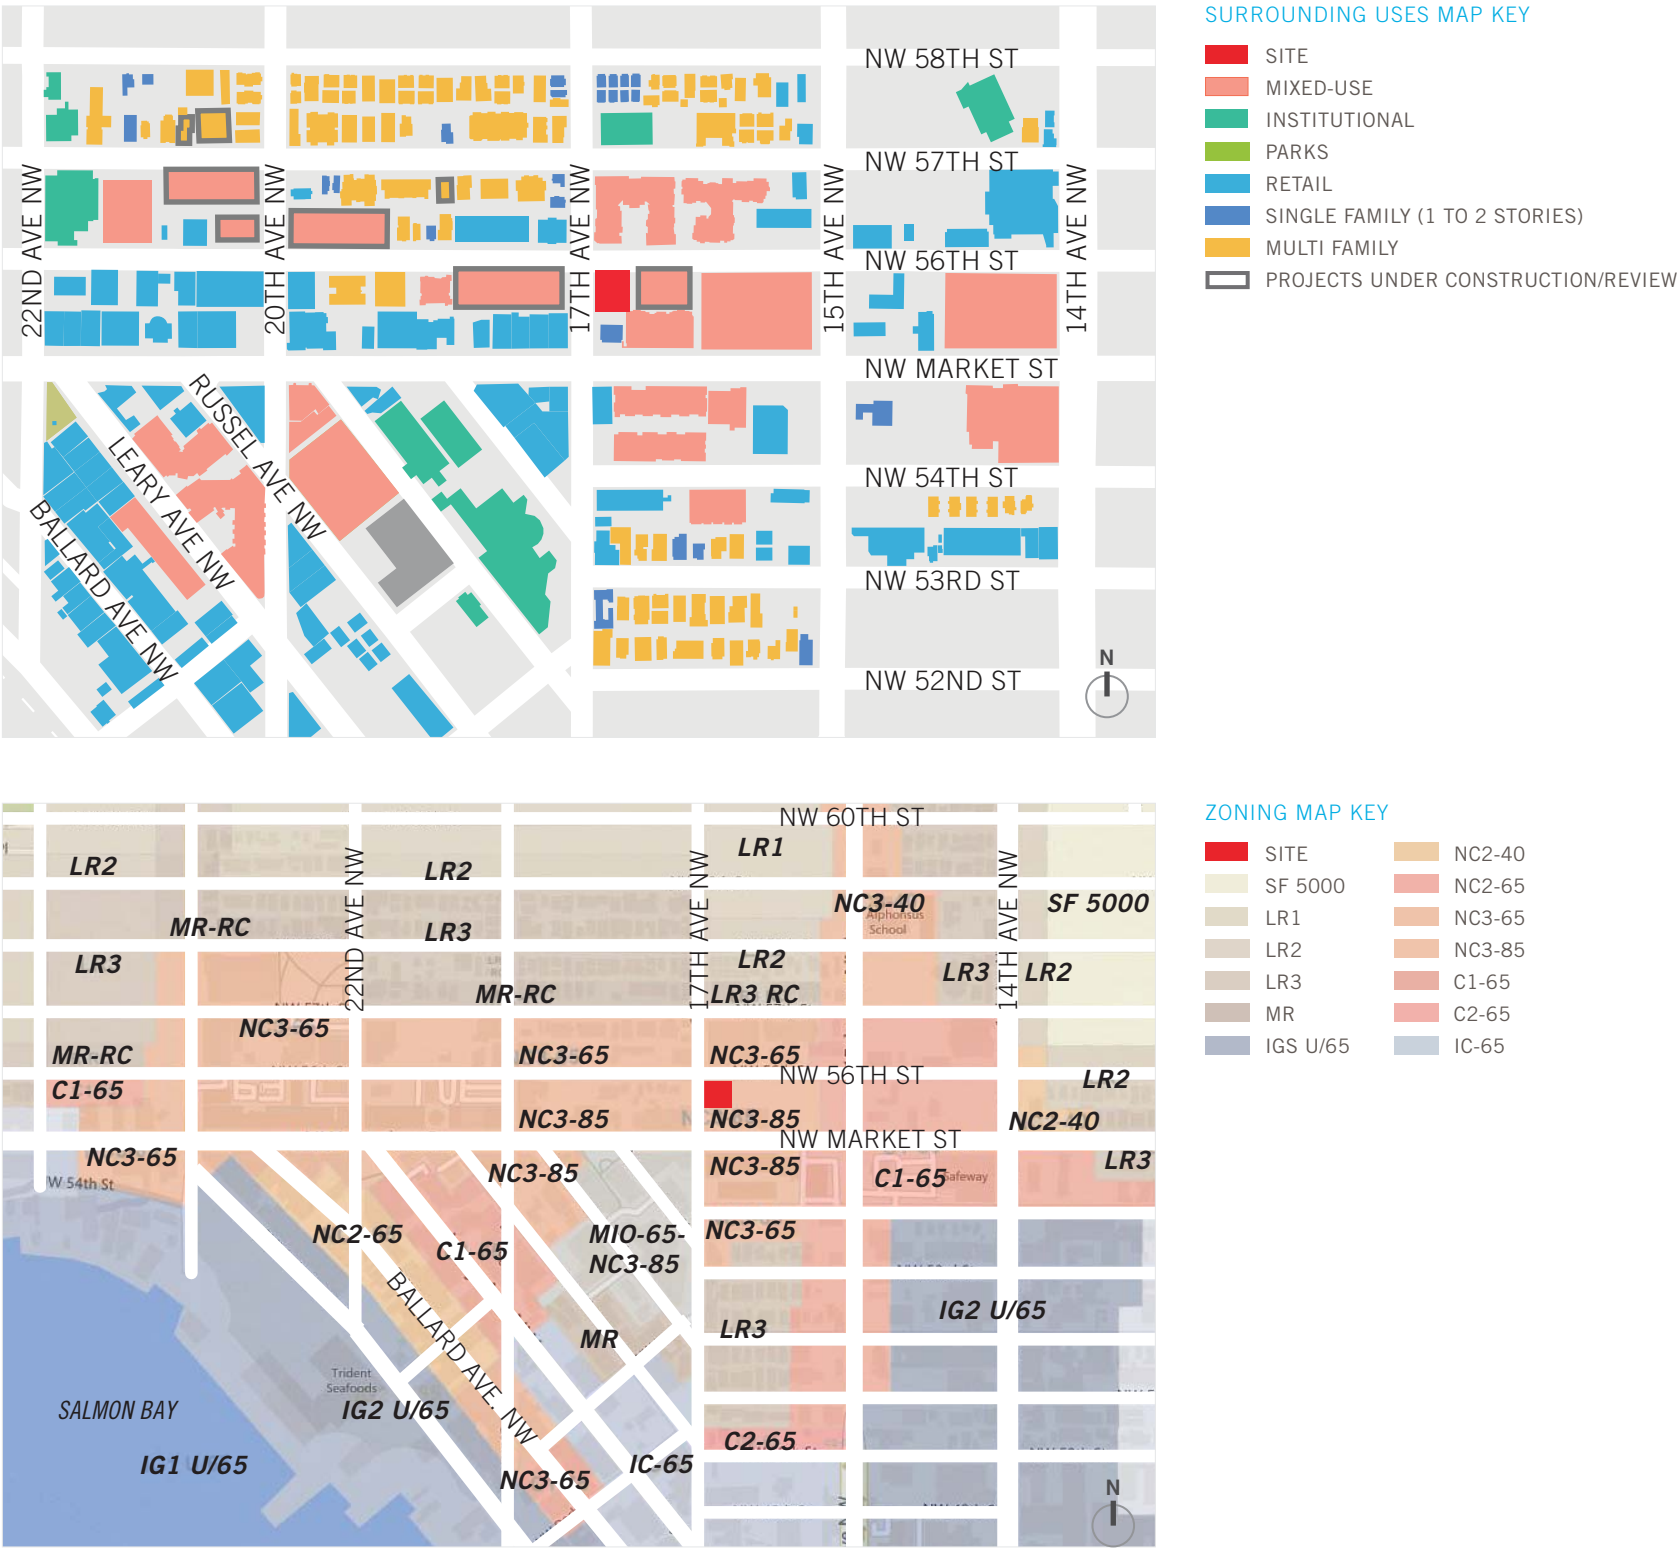 SURROUNDING USES MAP KEY
SITE
MIXED-USE
INSTITUTIONAL
PARKS
RETAIL
SINGLE FAMILY (1 TO 2 STORIES)
MULTI FAMILY
PROJECTS UNDER CONSTRUCTION/REVIEW
NW 58TH ST
NW 57TH ST
22ND AVE NW
20TH AVE NW
17TH AVE NW
15TH AVE NW
14TH AVE NW
NW 56TH ST
NW MARKET ST
RUSSEL AVE NW
LEARY AVE NW
BALLARD AVE NW
NW 54TH ST
NW 53RD ST
NW 52ND ST
N
ZONING MAP KEY
SITE
SF 5000
LR1
LR2
LR3
MR
IGS U/65
NC2-40
NC2-65
NC3-65
NC3-85
C1-65
C2-65
IC-65
NW 60TH ST
LR1
LR2
LR2
22ND AVE NW
17TH AVE NW
14TH AVE NW
NC3-40
SF 5000
Alphonsus
School
MR-RC
LR3
LR3
LR2
LR3
LR2
MR-RC
LR3 RC
NC3-65
MR-RC
NC3-65
NC3-65
NW 56TH ST
LR2
C1-65
NC3-85
NC3-85
NC2-40
NW MARKET ST
NC3-65
NC3-85
NC3-85
C1-65
Safeway
LR3
W 54th St
NC2-65
C1-65
MIO-65-
NC3-85
NC3-65
BALLARD AVE. NW
IG2 U/65
MR
LR3
Trident
Seafoods
SALMON BAY
IG2 U/65
C2-65
IG1 U/65
NC3-65
IC-65
N